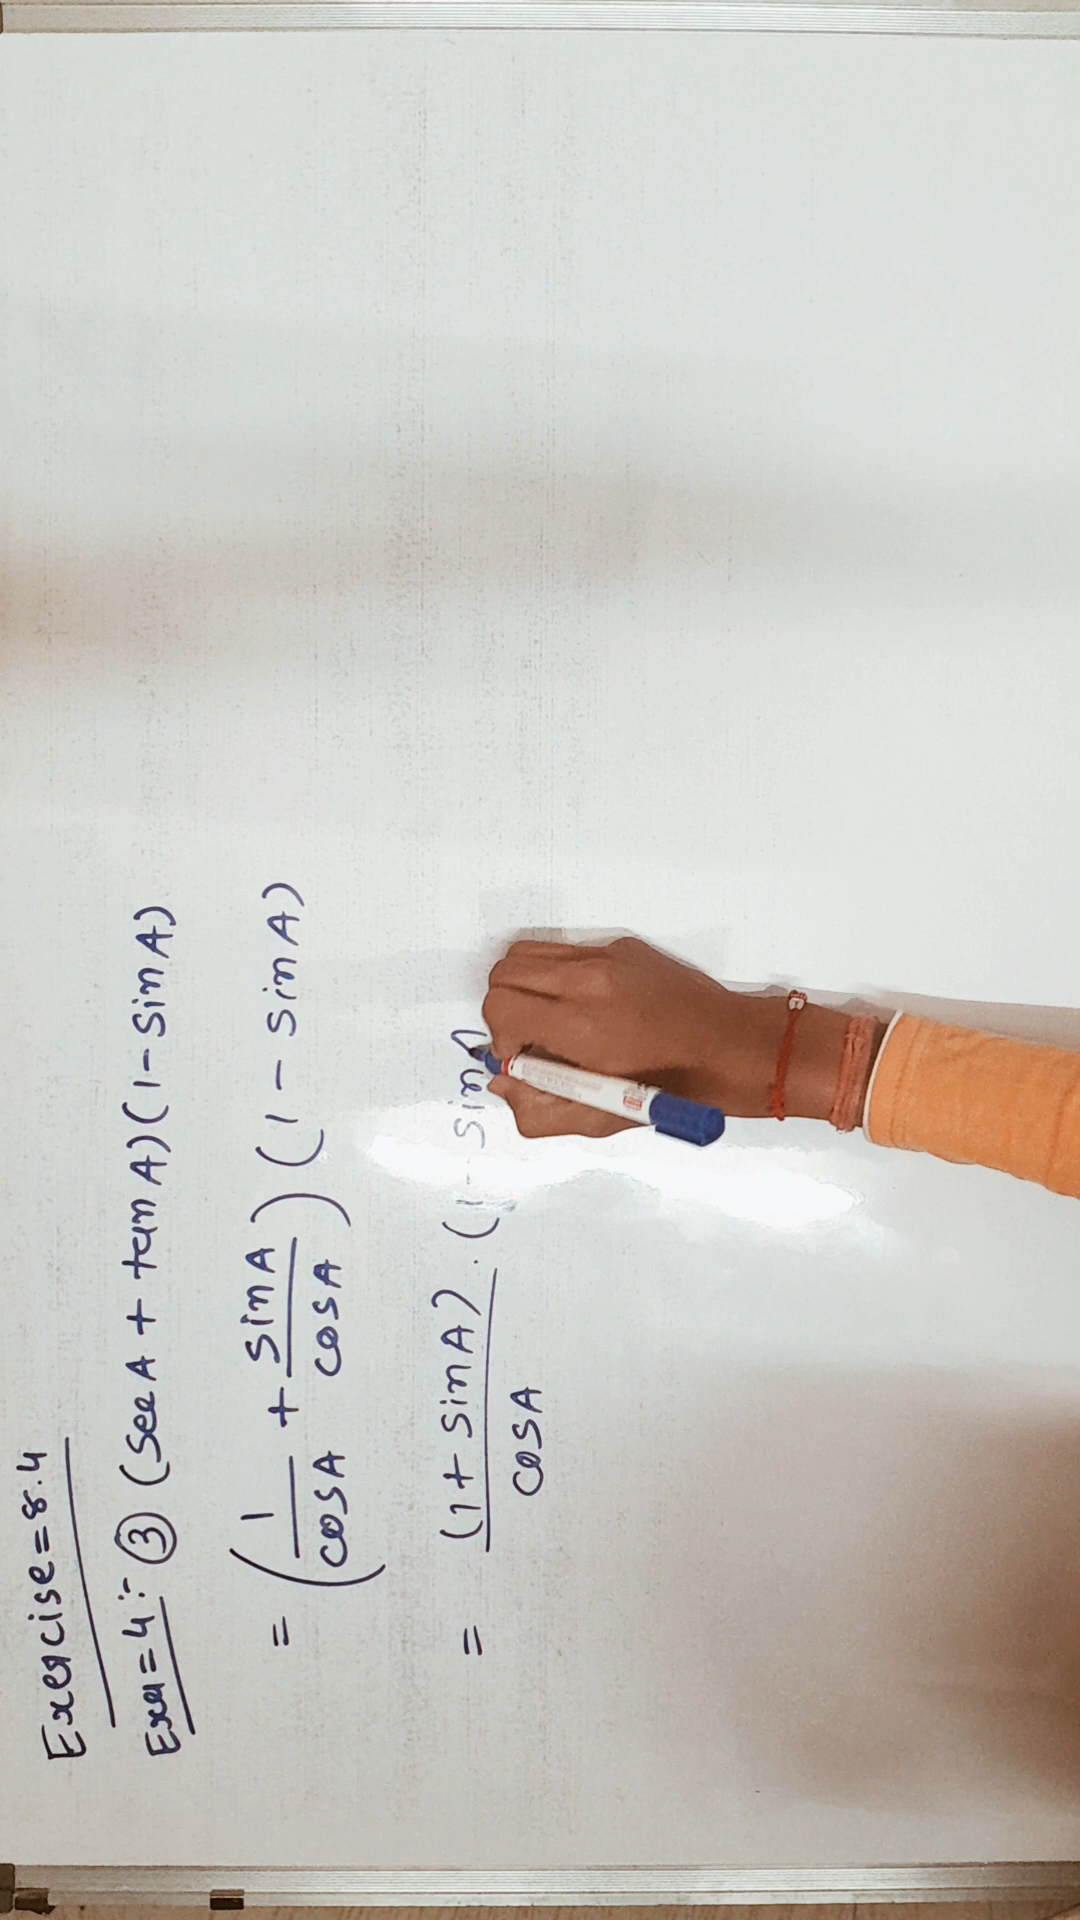 Exercise = 8.4
Exer = 4 :- ③ (sec A + tan A) (1 - sin A)
= (1/cos A + sin A/cos A) (1 - sin A)
= (1 + sin A)/cos A . (1 - sin